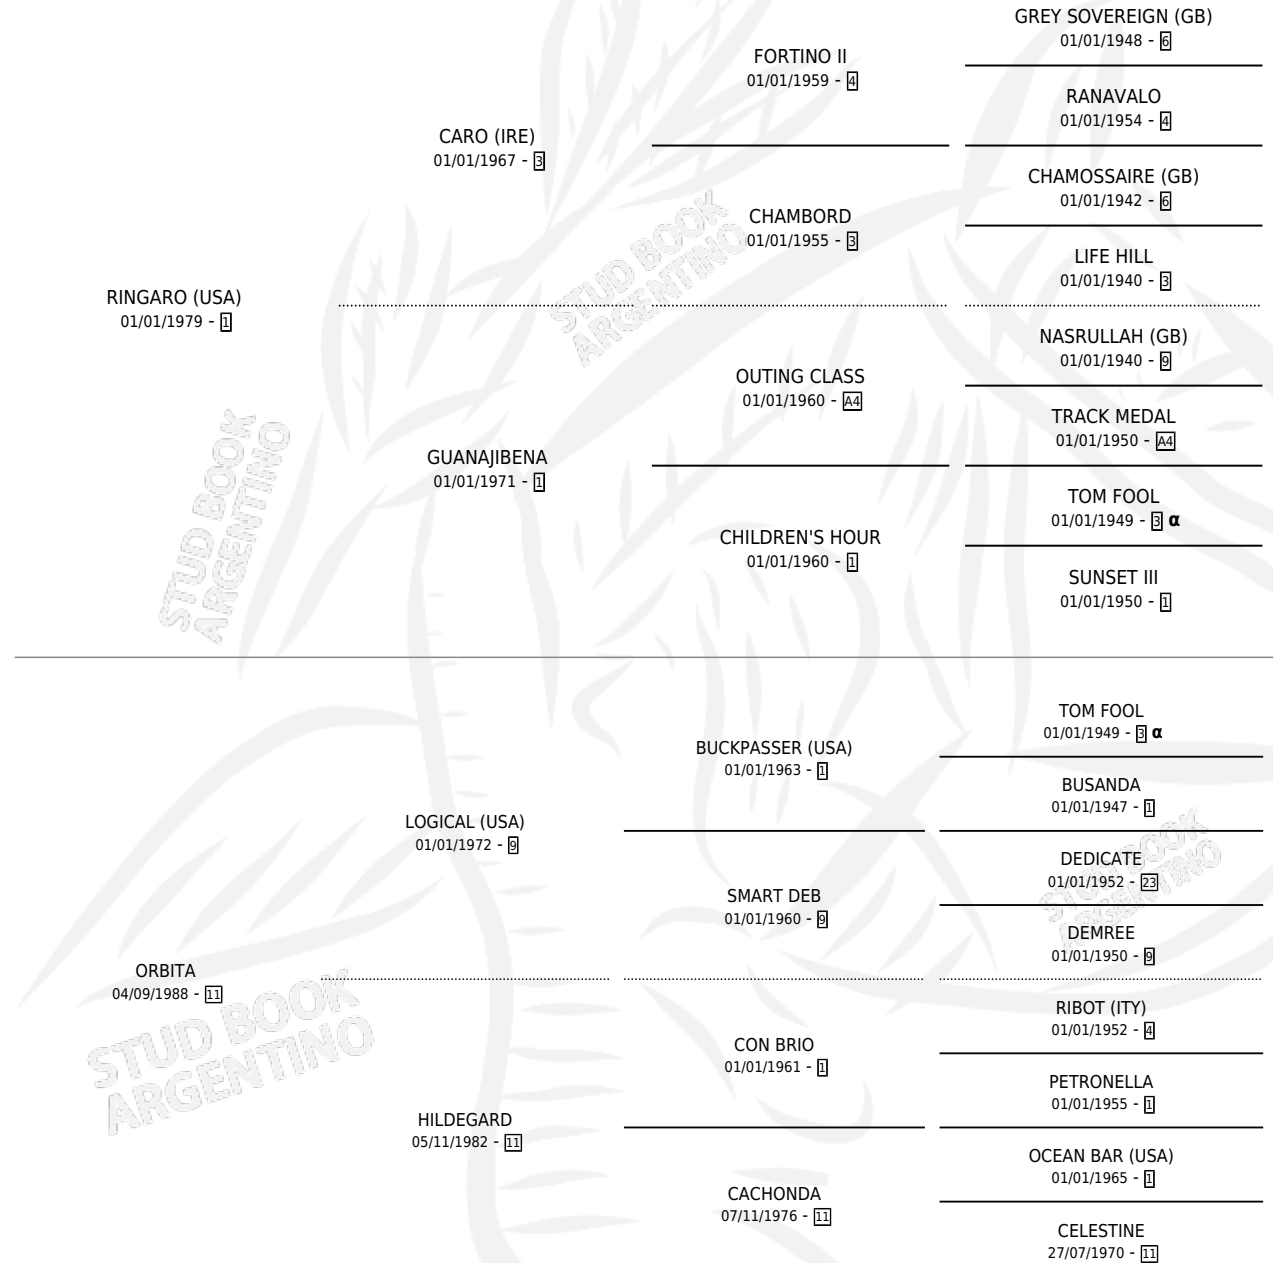 GREY SOVEREIGN (GB)
01/01/1948 - 6
FORTINO II
01/01/1959 - 4
RANAVALO
01/01/1954 - 4
CARO (IRE)
01/01/1967 - 3
CHAMOSSAIRE (GB)
01/01/1942 - 6
CHAMBORD
01/01/1955 - 3
LIFE HILL
01/01/1940 - 3
RINGARO (USA)
01/01/1979 - 1
NASRULLAH (GB)
01/01/1940 - 9
OUTING CLASS
01/01/1960 - A4
TRACK MEDAL
01/01/1950 - A4
GUANAJIBENA
01/01/1971 - 1
TOM FOOL
01/01/1949 - 3 α
CHILDREN'S HOUR
01/01/1960 - 1
SUNSET III
01/01/1950 - 1
TOM FOOL
01/01/1949 - 3 α
BUCKPASSER (USA)
01/01/1963 - 1
BUSANDA
01/01/1947 - 1
LOGICAL (USA)
01/01/1972 - 9
DEDICATE
01/01/1952 - 23
SMART DEB
01/01/1960 - 9
DEMREE
01/01/1950 - 9
ORBITA
04/09/1988 - 11
RIBOT (ITY)
01/01/1952 - 4
CON BRIO
01/01/1961 - 1
PETRONELLA
01/01/1955 - 1
HILDEGARD
05/11/1982 - 11
OCEAN BAR (USA)
01/01/1965 - 1
CACHONDA
07/11/1976 - 11
CELESTINE
27/07/1970 - 11
STUD BOOK
ARGENTINO
STUD BOOK
ARGENTINO
STUD BOOK
ARGENTINO
STUD BOOK
ARGENTINO